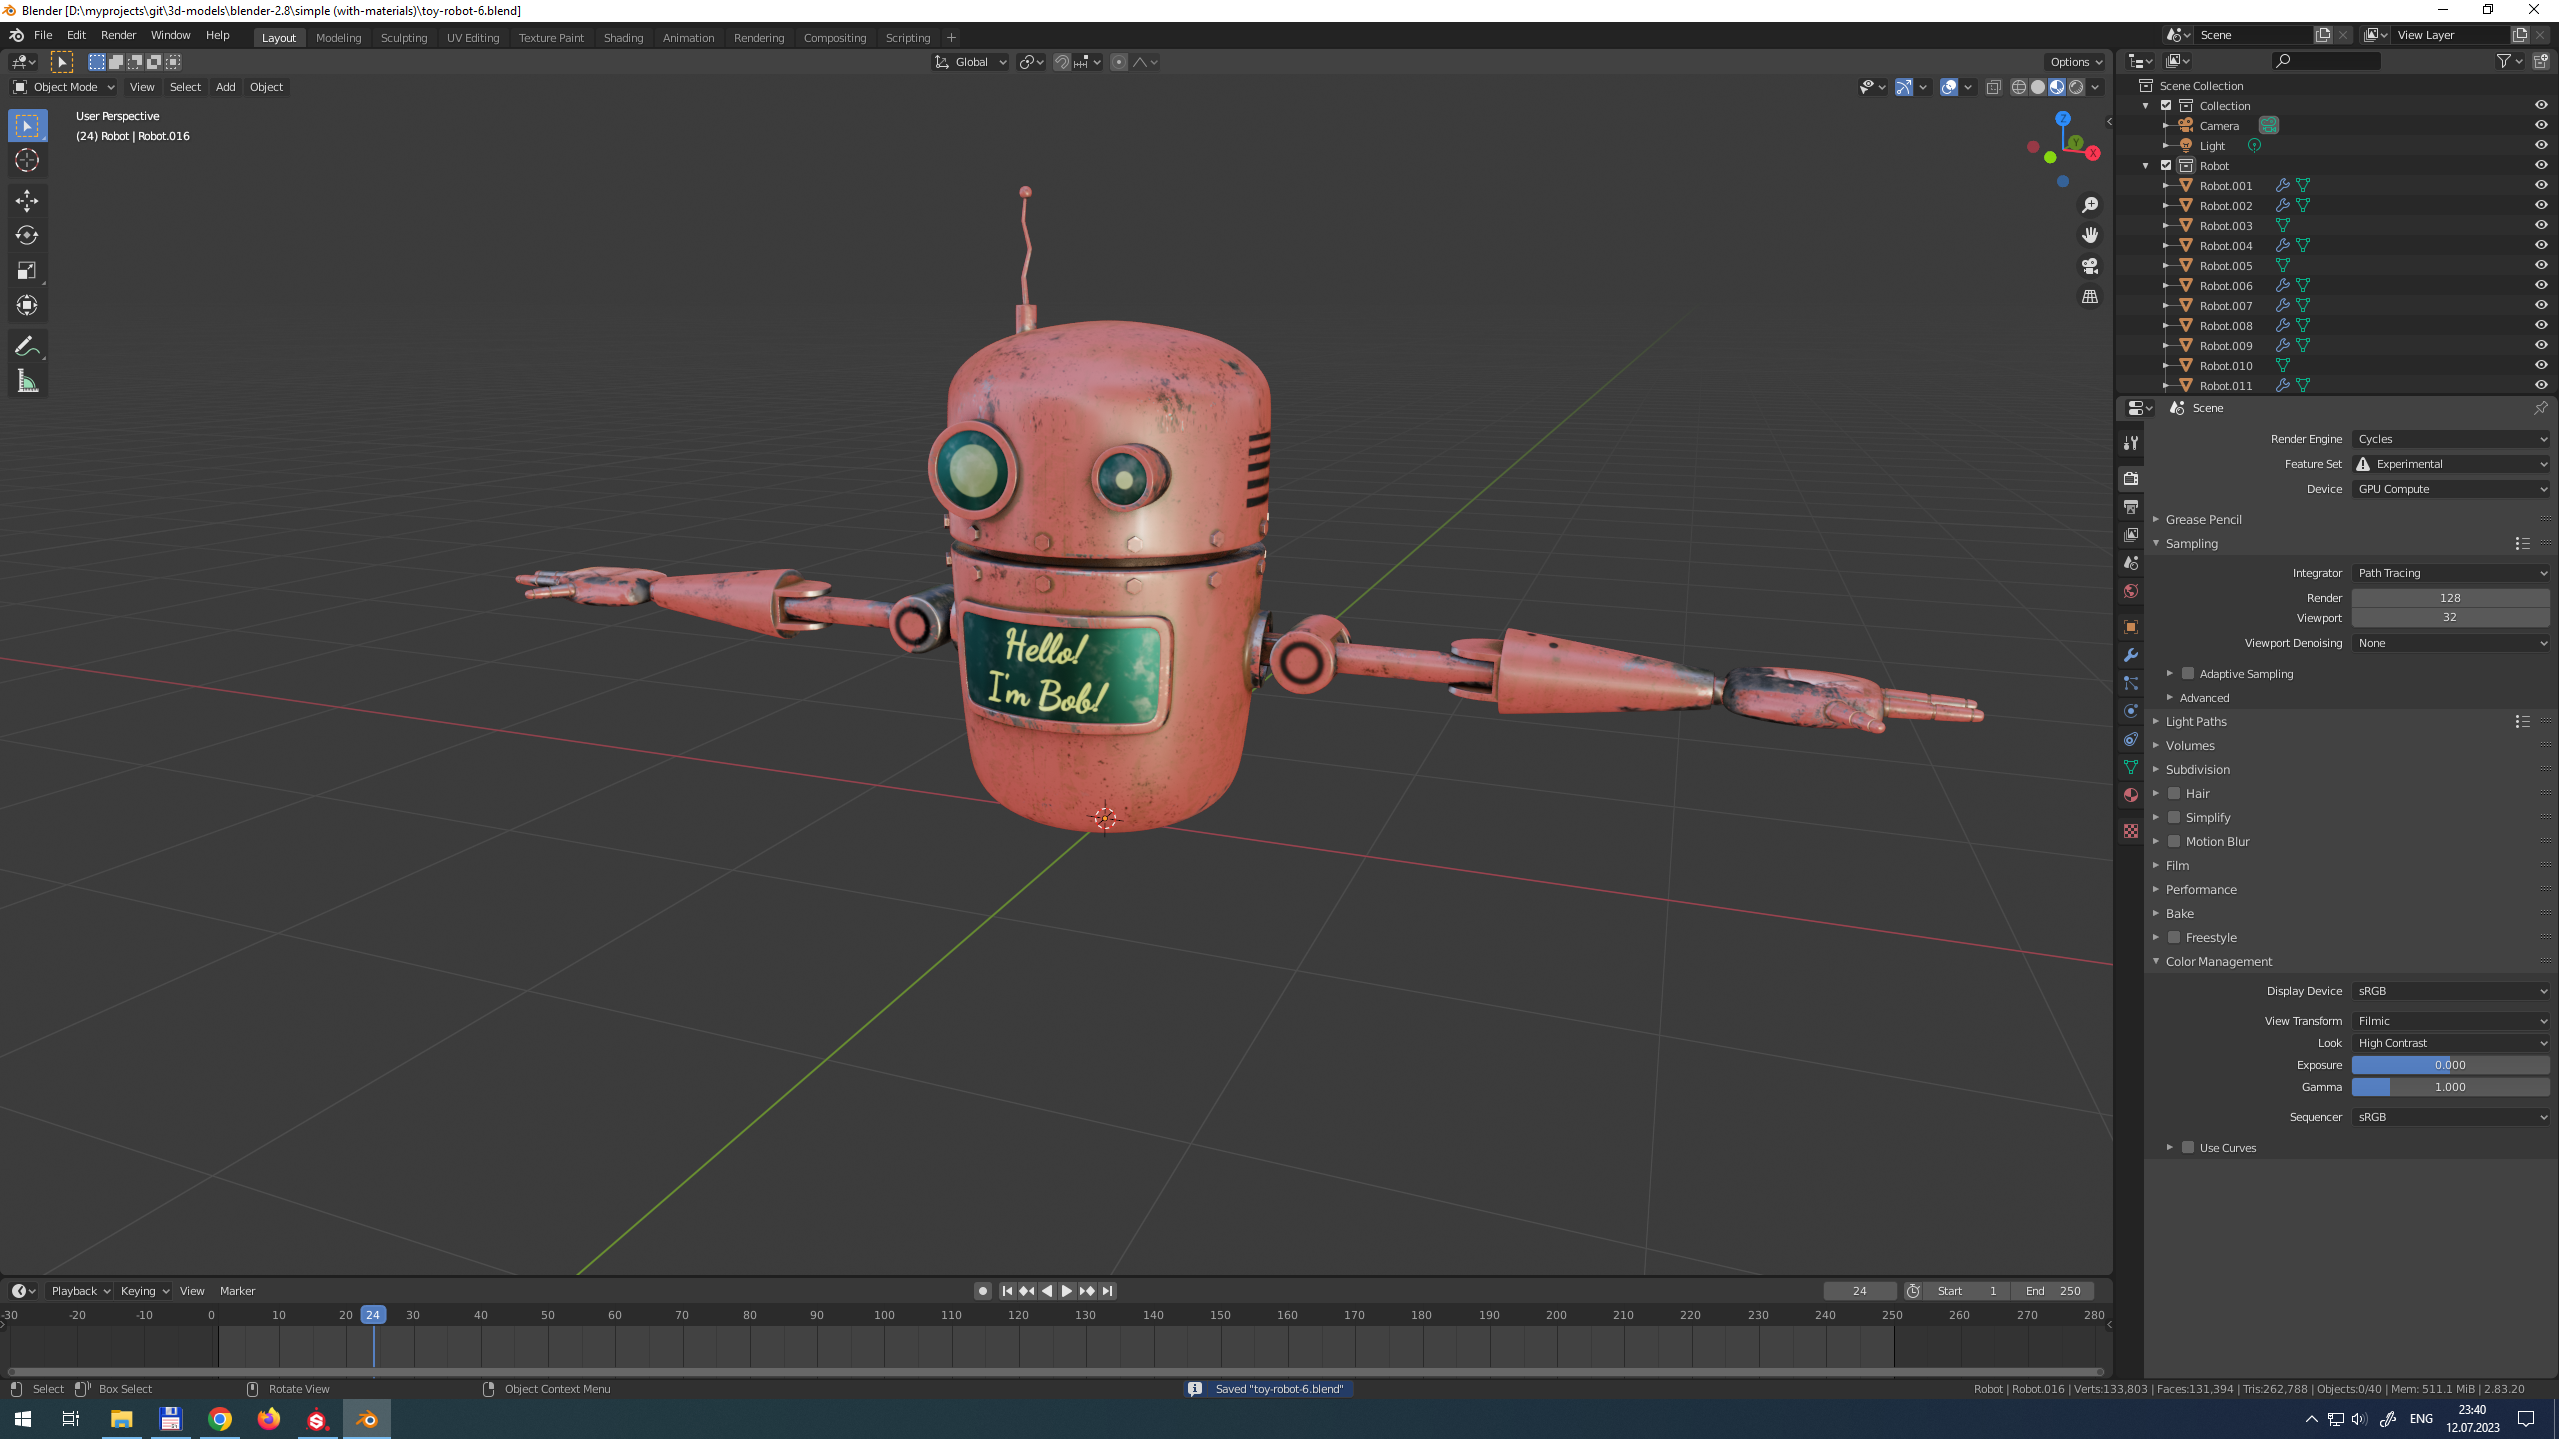 Blender [D:\myprojects\git\3d-models\blender-2.8\simple (with-materials)\toy-robot-6.blend]
File Edit Render Window Help Layout Modeling Sculpting UV Editing Texture Paint Shading Animation Rendering Compositing Scripting + Scene View Layer
Global Options
Object Mode View Select Add Object
User Perspective
(24) Robot | Robot.016
Z
Y
X
Hello!
I'm Bob!
Scene Collection
Collection
Camera
Light
Robot
Robot.001
Robot.002
Robot.003
Robot.004
Robot.005
Robot.006
Robot.007
Robot.008
Robot.009
Robot.010
Robot.011
Scene
Render Engine Cycles
Feature Set Experimental
Device GPU Compute
Grease Pencil
Sampling
Integrator Path Tracing
Render 128
Viewport 32
Viewport Denoising None
Adaptive Sampling
Advanced
Light Paths
Volumes
Subdivision
Hair
Simplify
Motion Blur
Film
Performance
Bake
Freestyle
Color Management
Display Device sRGB
View Transform Filmic
Look High Contrast
Exposure 0.000
Gamma 1.000
Sequencer sRGB
Use Curves
Playback Keying View Marker 24 Start 1 End 250
-30 -20 -10 0 10 20 24 30 40 50 60 70 80 90 100 110 120 130 140 150 160 170 180 190 200 210 220 230 240 250 260 270 280
Select Box Select Rotate View Object Context Menu Saved "toy-robot-6.blend" Robot | Robot.016 | Verts:133,803 | Faces:131,394 | Tris:262,788 | Objects:0/40 | Mem: 511.1 MiB | 2.83.20
ENG
23:40
12.07.2023